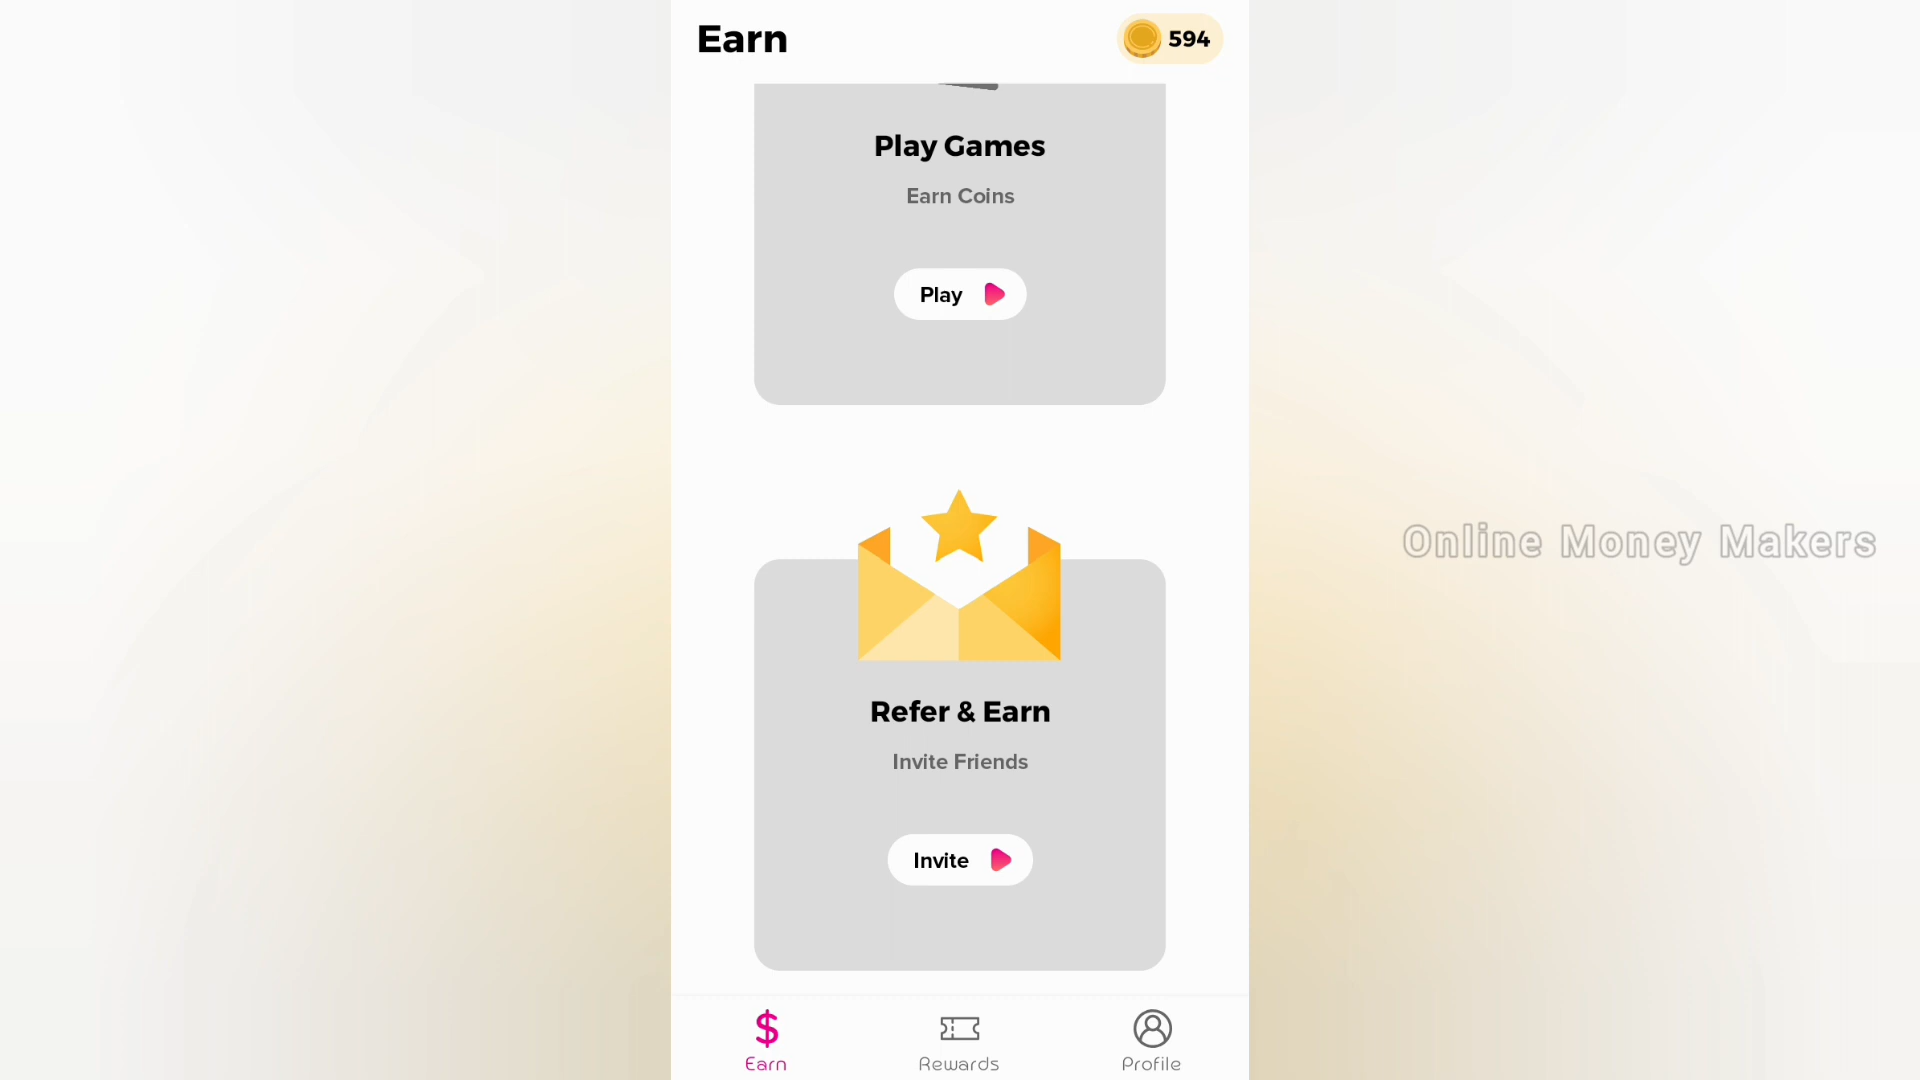 Earn
594
Play Games
Earn Coins
Play
Online Money Makers
Refer & Earn
Invite Friends
Invite
Earn
Rewards
Profile